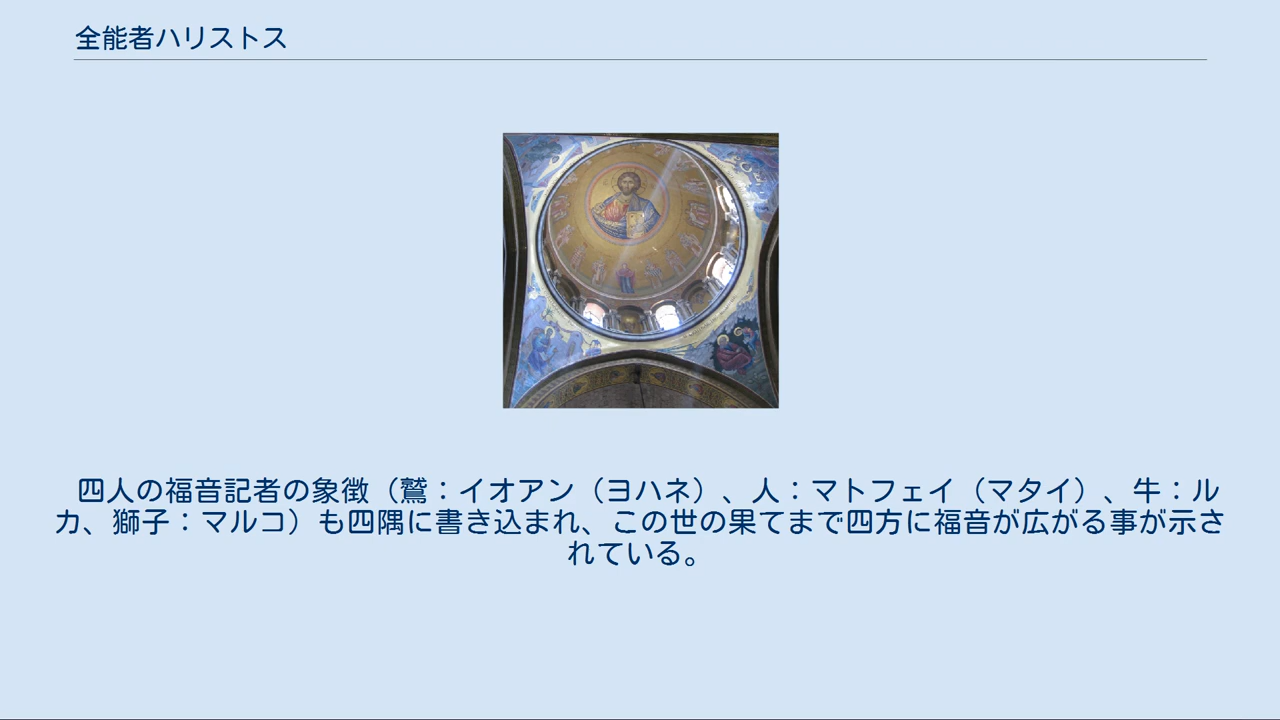 全能者ハリストス
四人の福音記者の象徴（鷲：イオアン（ヨハネ）、人：マトフェイ（マタイ）、牛：ル
カ、獅子：マルコ）も四隅に書き込まれ、この世の果てまで四方に福音が広がる事が示さ
れている。